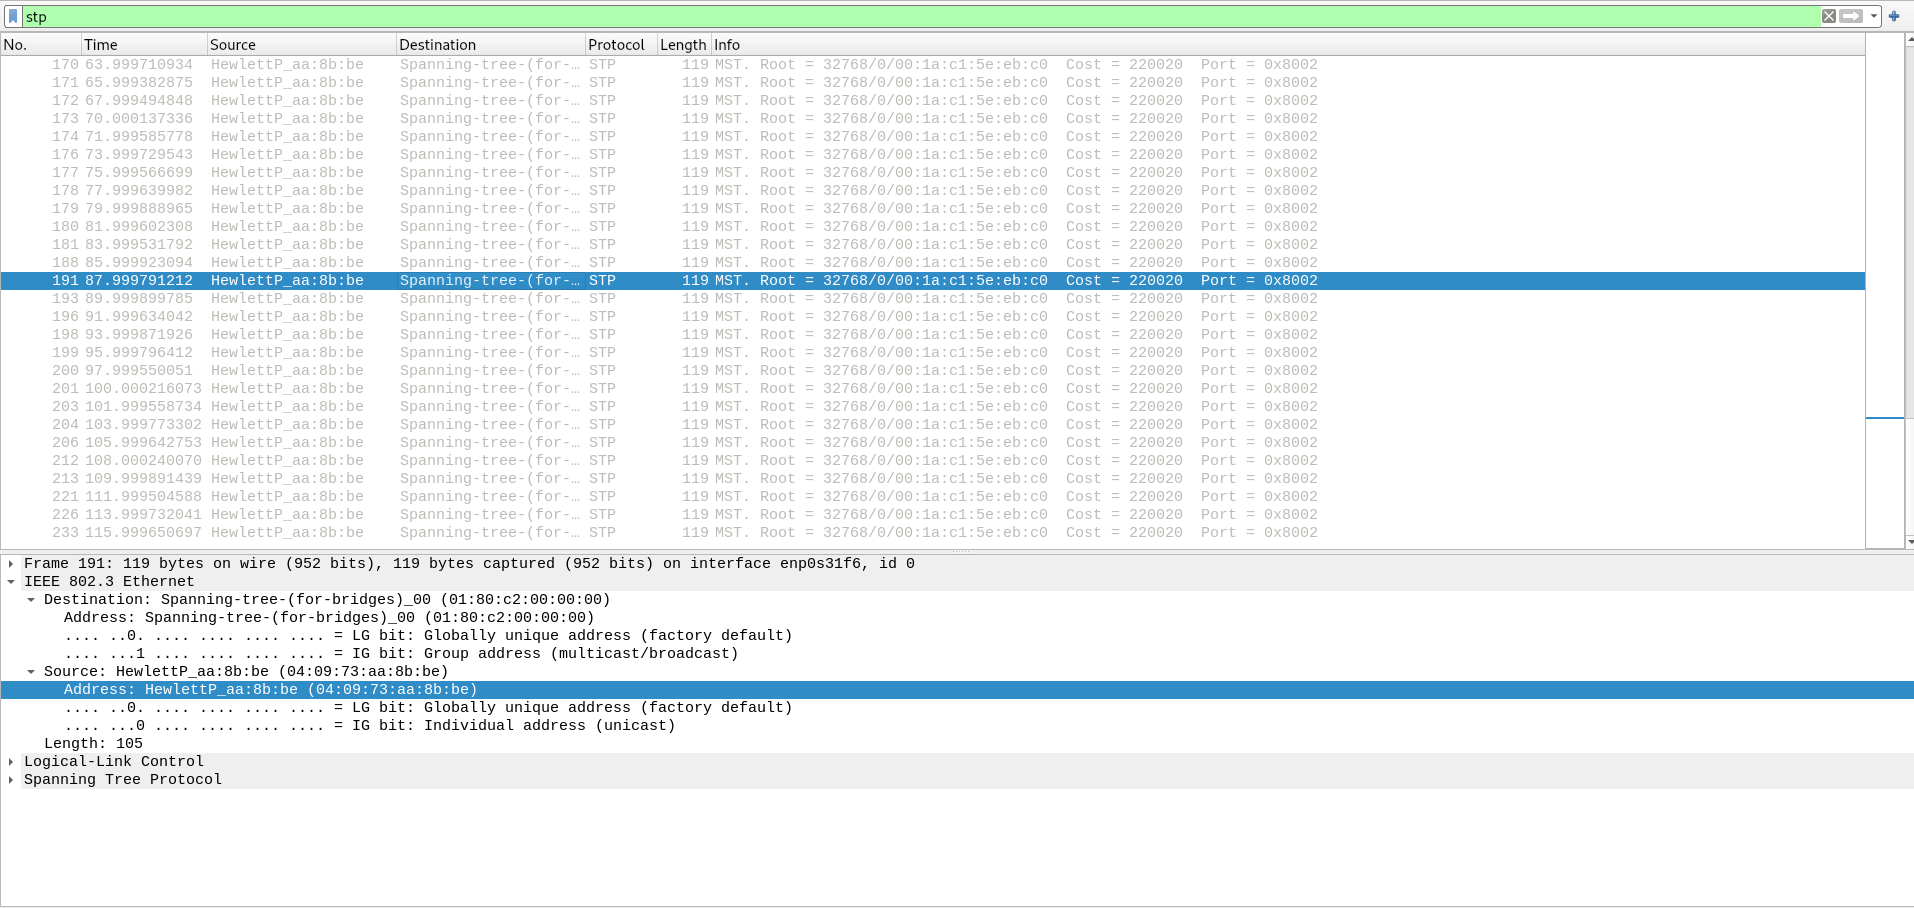 stp
No. Time Source Destination Protocol Length Info
170 63.999710934 HewlettP_aa:8b:be Spanning-tree-(for-… STP 119 MST. Root = 32768/0/00:1a:c1:5e:eb:c0 Cost = 220020 Port = 0x8002
171 65.999382875 HewlettP_aa:8b:be Spanning-tree-(for-… STP 119 MST. Root = 32768/0/00:1a:c1:5e:eb:c0 Cost = 220020 Port = 0x8002
172 67.999494848 HewlettP_aa:8b:be Spanning-tree-(for-… STP 119 MST. Root = 32768/0/00:1a:c1:5e:eb:c0 Cost = 220020 Port = 0x8002
173 70.000137336 HewlettP_aa:8b:be Spanning-tree-(for-… STP 119 MST. Root = 32768/0/00:1a:c1:5e:eb:c0 Cost = 220020 Port = 0x8002
174 71.999585778 HewlettP_aa:8b:be Spanning-tree-(for-… STP 119 MST. Root = 32768/0/00:1a:c1:5e:eb:c0 Cost = 220020 Port = 0x8002
176 73.999729543 HewlettP_aa:8b:be Spanning-tree-(for-… STP 119 MST. Root = 32768/0/00:1a:c1:5e:eb:c0 Cost = 220020 Port = 0x8002
177 75.999566699 HewlettP_aa:8b:be Spanning-tree-(for-… STP 119 MST. Root = 32768/0/00:1a:c1:5e:eb:c0 Cost = 220020 Port = 0x8002
178 77.999639982 HewlettP_aa:8b:be Spanning-tree-(for-… STP 119 MST. Root = 32768/0/00:1a:c1:5e:eb:c0 Cost = 220020 Port = 0x8002
179 79.999888965 HewlettP_aa:8b:be Spanning-tree-(for-… STP 119 MST. Root = 32768/0/00:1a:c1:5e:eb:c0 Cost = 220020 Port = 0x8002
180 81.999602308 HewlettP_aa:8b:be Spanning-tree-(for-… STP 119 MST. Root = 32768/0/00:1a:c1:5e:eb:c0 Cost = 220020 Port = 0x8002
181 83.999531792 HewlettP_aa:8b:be Spanning-tree-(for-… STP 119 MST. Root = 32768/0/00:1a:c1:5e:eb:c0 Cost = 220020 Port = 0x8002
188 85.999923094 HewlettP_aa:8b:be Spanning-tree-(for-… STP 119 MST. Root = 32768/0/00:1a:c1:5e:eb:c0 Cost = 220020 Port = 0x8002
191 87.999791212 HewlettP_aa:8b:be Spanning-tree-(for-… STP 119 MST. Root = 32768/0/00:1a:c1:5e:eb:c0 Cost = 220020 Port = 0x8002
193 89.999899785 HewlettP_aa:8b:be Spanning-tree-(for-… STP 119 MST. Root = 32768/0/00:1a:c1:5e:eb:c0 Cost = 220020 Port = 0x8002
196 91.999634042 HewlettP_aa:8b:be Spanning-tree-(for-… STP 119 MST. Root = 32768/0/00:1a:c1:5e:eb:c0 Cost = 220020 Port = 0x8002
198 93.999871926 HewlettP_aa:8b:be Spanning-tree-(for-… STP 119 MST. Root = 32768/0/00:1a:c1:5e:eb:c0 Cost = 220020 Port = 0x8002
199 95.999796412 HewlettP_aa:8b:be Spanning-tree-(for-… STP 119 MST. Root = 32768/0/00:1a:c1:5e:eb:c0 Cost = 220020 Port = 0x8002
200 97.999550051 HewlettP_aa:8b:be Spanning-tree-(for-… STP 119 MST. Root = 32768/0/00:1a:c1:5e:eb:c0 Cost = 220020 Port = 0x8002
201 100.000216073 HewlettP_aa:8b:be Spanning-tree-(for-… STP 119 MST. Root = 32768/0/00:1a:c1:5e:eb:c0 Cost = 220020 Port = 0x8002
203 101.999558734 HewlettP_aa:8b:be Spanning-tree-(for-… STP 119 MST. Root = 32768/0/00:1a:c1:5e:eb:c0 Cost = 220020 Port = 0x8002
204 103.999773302 HewlettP_aa:8b:be Spanning-tree-(for-… STP 119 MST. Root = 32768/0/00:1a:c1:5e:eb:c0 Cost = 220020 Port = 0x8002
206 105.999642753 HewlettP_aa:8b:be Spanning-tree-(for-… STP 119 MST. Root = 32768/0/00:1a:c1:5e:eb:c0 Cost = 220020 Port = 0x8002
212 108.000240070 HewlettP_aa:8b:be Spanning-tree-(for-… STP 119 MST. Root = 32768/0/00:1a:c1:5e:eb:c0 Cost = 220020 Port = 0x8002
213 109.999891439 HewlettP_aa:8b:be Spanning-tree-(for-… STP 119 MST. Root = 32768/0/00:1a:c1:5e:eb:c0 Cost = 220020 Port = 0x8002
221 111.999504588 HewlettP_aa:8b:be Spanning-tree-(for-… STP 119 MST. Root = 32768/0/00:1a:c1:5e:eb:c0 Cost = 220020 Port = 0x8002
226 113.999732041 HewlettP_aa:8b:be Spanning-tree-(for-… STP 119 MST. Root = 32768/0/00:1a:c1:5e:eb:c0 Cost = 220020 Port = 0x8002
233 115.999650697 HewlettP_aa:8b:be Spanning-tree-(for-… STP 119 MST. Root = 32768/0/00:1a:c1:5e:eb:c0 Cost = 220020 Port = 0x8002
Frame 191: 119 bytes on wire (952 bits), 119 bytes captured (952 bits) on interface enp0s31f6, id 0
IEEE 802.3 Ethernet
Destination: Spanning-tree-(for-bridges)_00 (01:80:c2:00:00:00)
Address: Spanning-tree-(for-bridges)_00 (01:80:c2:00:00:00)
.... ..0. .... .... .... .... = LG bit: Globally unique address (factory default)
.... ...1 .... .... .... .... = IG bit: Group address (multicast/broadcast)
Source: HewlettP_aa:8b:be (04:09:73:aa:8b:be)
Address: HewlettP_aa:8b:be (04:09:73:aa:8b:be)
.... ..0. .... .... .... .... = LG bit: Globally unique address (factory default)
.... ...0 .... .... .... .... = IG bit: Individual address (unicast)
Length: 105
Logical-Link Control
Spanning Tree Protocol